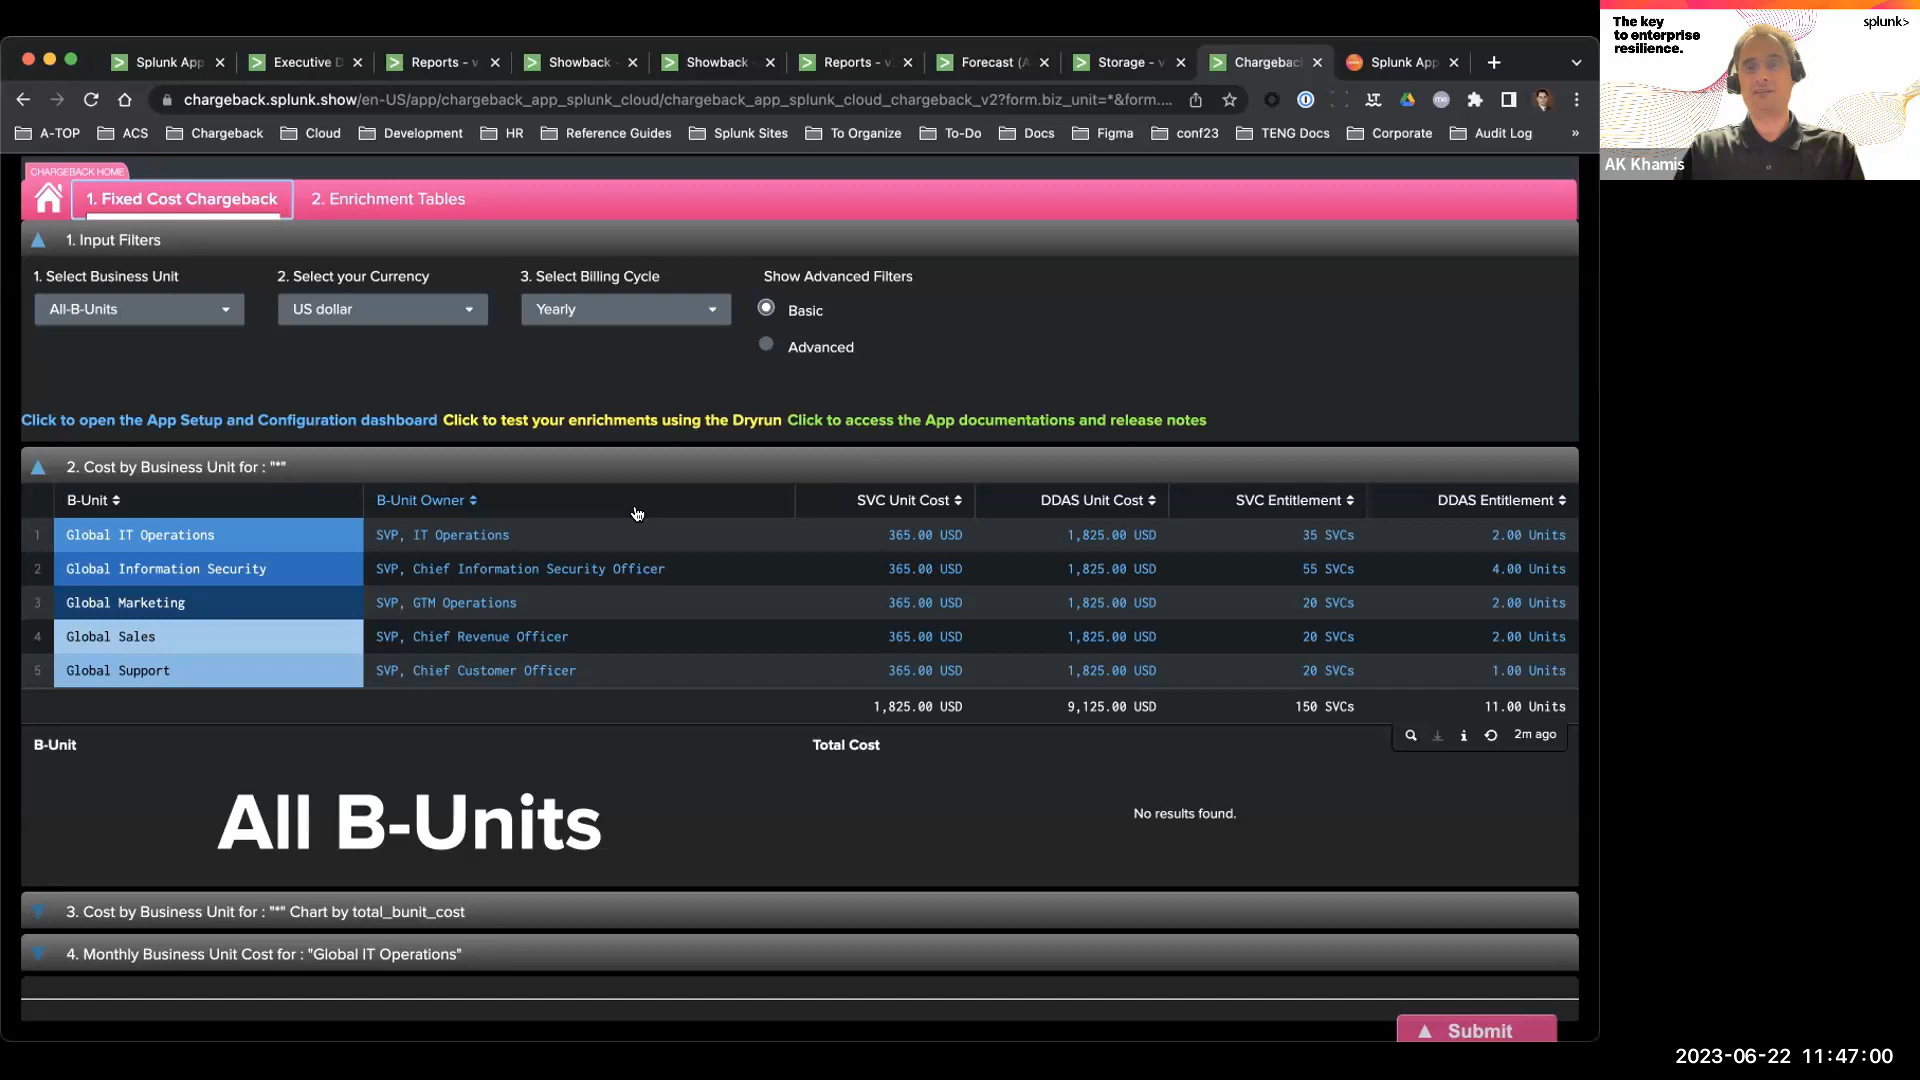 The key
to enterprise
resilience.
splunk>
AK Khamis
Splunk App
Executive D
Reports - v
Showback -
Showback -
Reports - v
Forecast (A
Storage - v
Chargebac
Splunk App
chargeback.splunk.show/en-US/app/chargeback_app_splunk_cloud/chargeback_app_splunk_cloud_chargeback_v2?form.biz_unit=*&form....
A-TOP
ACS
Chargeback
Cloud
Development
HR
Reference Guides
Splunk Sites
To Organize
To-Do
Docs
Figma
conf23
TENG Docs
Corporate
Audit Log
»
CHARGEBACK HOME
1. Fixed Cost Chargeback
2. Enrichment Tables
1. Input Filters
1. Select Business Unit
2. Select your Currency
3. Select Billing Cycle
Show Advanced Filters
All-B-Units
US dollar
Yearly
Basic
Advanced
Click to open the App Setup and Configuration dashboard Click to test your enrichments using the Dryrun Click to access the App documentations and release notes
2. Cost by Business Unit for : "*"
B-Unit B-Unit Owner SVC Unit Cost DDAS Unit Cost SVC Entitlement DDAS Entitlement
1 Global IT Operations SVP, IT Operations 365.00 USD 1,825.00 USD 35 SVCs 2.00 Units
2 Global Information Security SVP, Chief Information Security Officer 365.00 USD 1,825.00 USD 55 SVCs 4.00 Units
3 Global Marketing SVP, GTM Operations 365.00 USD 1,825.00 USD 20 SVCs 2.00 Units
4 Global Sales SVP, Chief Revenue Officer 365.00 USD 1,825.00 USD 20 SVCs 2.00 Units
5 Global Support SVP, Chief Customer Officer 365.00 USD 1,825.00 USD 20 SVCs 1.00 Units
1,825.00 USD 9,125.00 USD 150 SVCs 11.00 Units
2m ago
B-Unit
Total Cost
All B-Units
No results found.
3. Cost by Business Unit for : "*" Chart by total_bunit_cost
4. Monthly Business Unit Cost for : "Global IT Operations"
Submit
2023-06-22 11:47:00